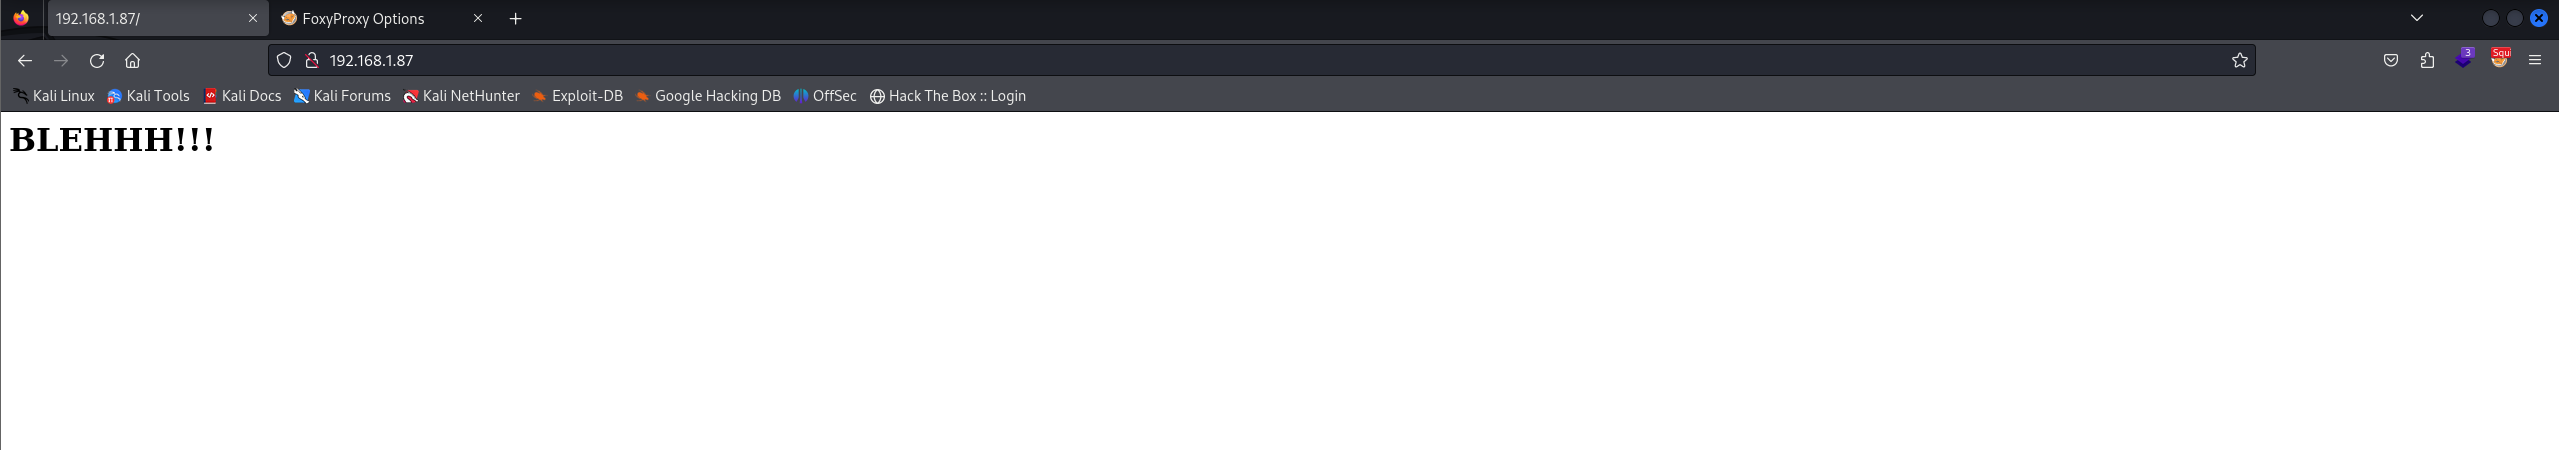 192.168.1.87/
FoxyProxy Options
192.168.1.87
3
Squi
Kali Linux
Kali Tools
Kali Docs
Kali Forums
Kali NetHunter
Exploit-DB
Google Hacking DB
OffSec
Hack The Box :: Login
BLEHHH!!!